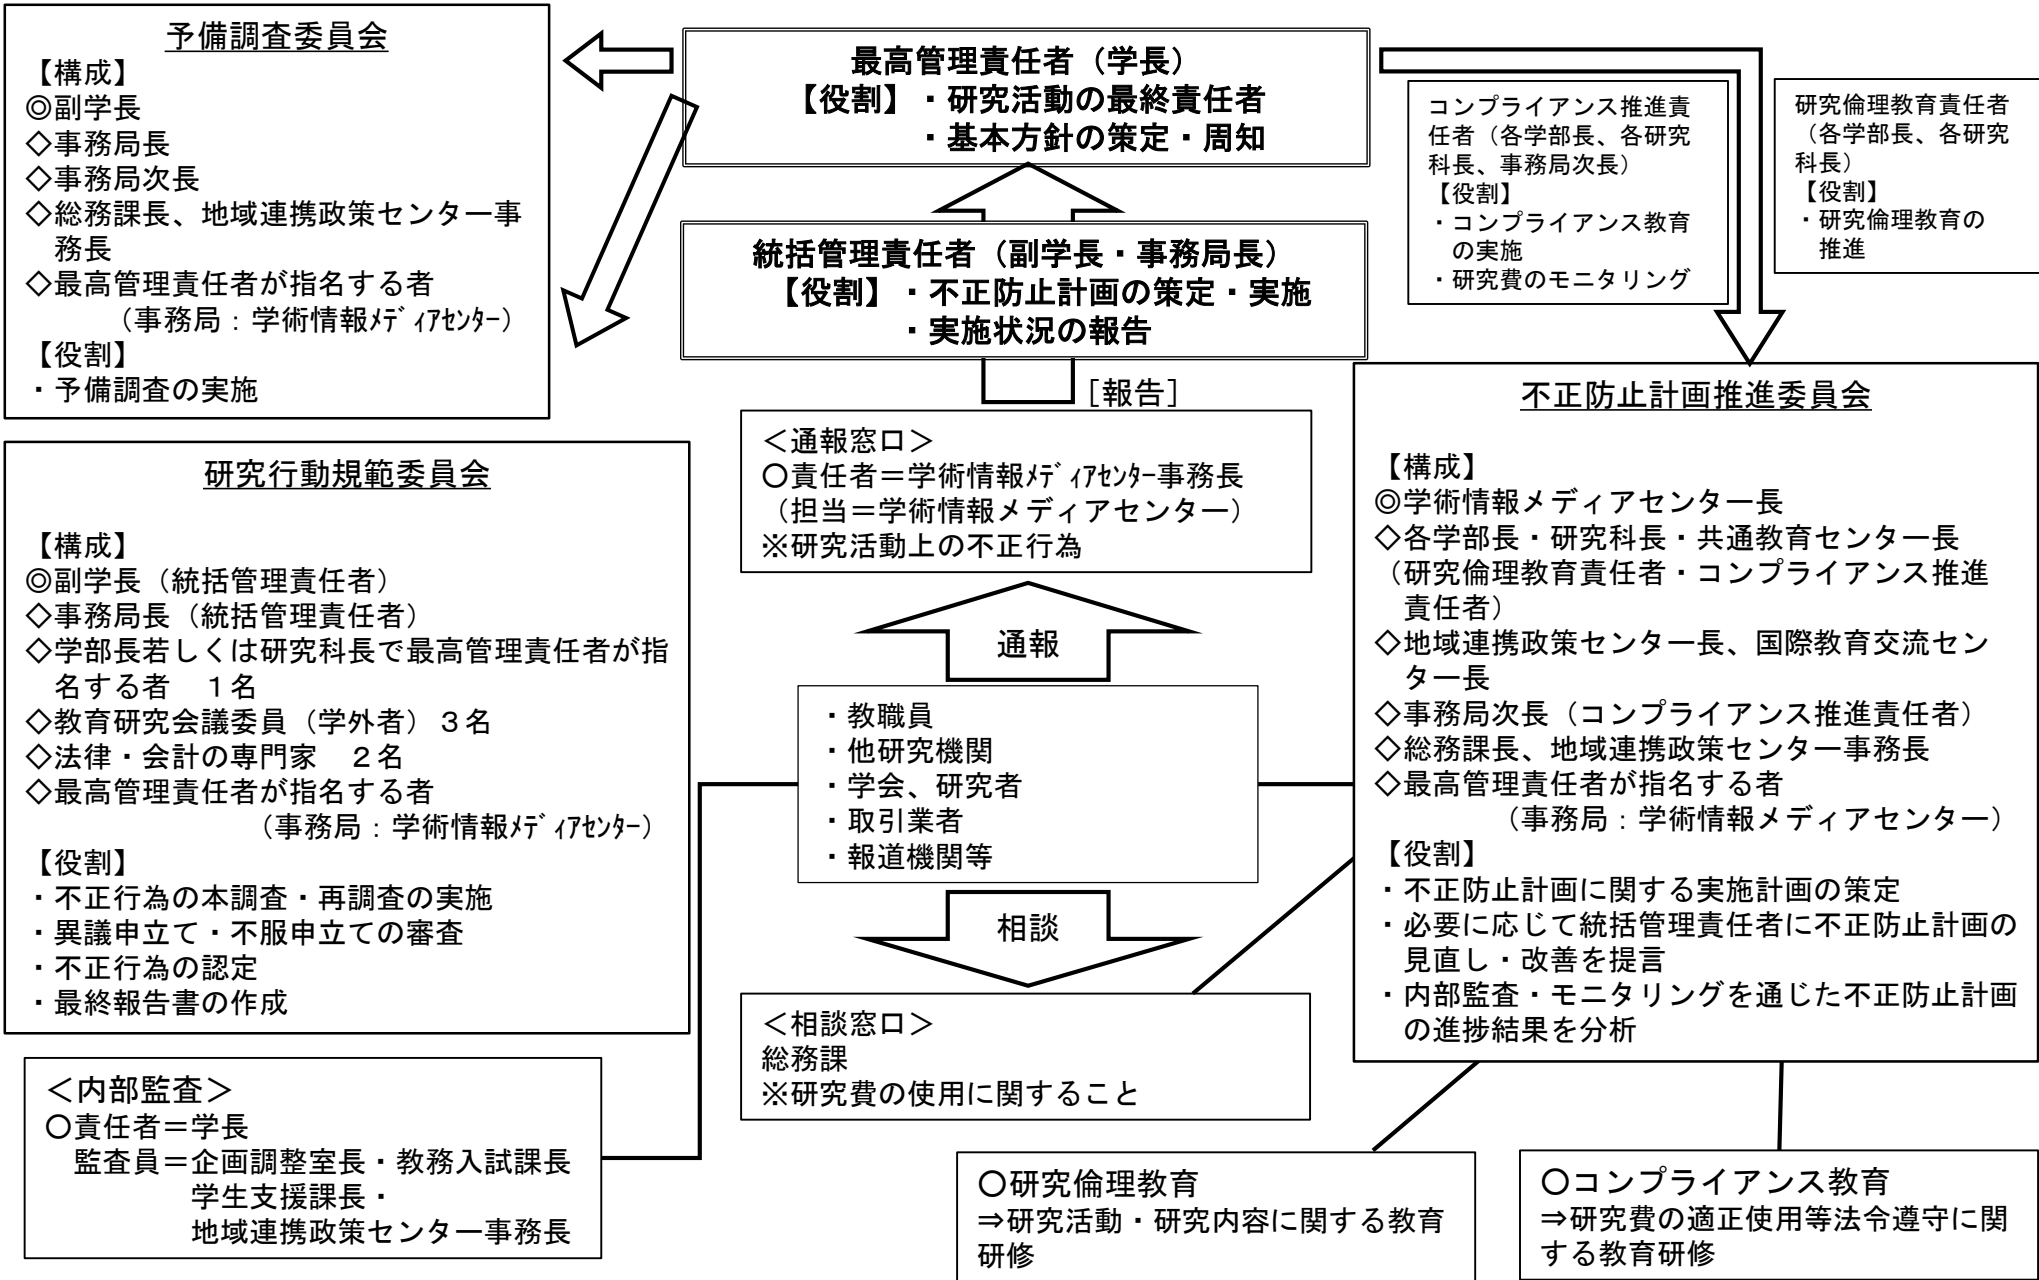 予備調査委員会
【構成】
◎副学長
◇事務局長
◇事務局次長
◇総務課長、地域連携政策センター事
務長
◇最高管理責任者が指名する者
（事務局：学術情報ﾒﾃﾞｨｱｾﾝﾀｰ）
【役割】
・予備調査の実施
最高管理責任者（学長）
【役割】・研究活動の最終責任者
・基本方針の策定・周知
統括管理責任者（副学長・事務局長）
【役割】・不正防止計画の策定・実施
・実施状況の報告
［報告］
コンプライアンス推進責
任者（各学部長、各研究
科長、事務局次長）
【役割】
・コンプライアンス教育
の実施
・研究費のモニタリング
研究倫理教育責任者
（各学部長、各研究
科長）
【役割】
・研究倫理教育の
推進
研究行動規範委員会
【構成】
◎副学長（統括管理責任者）
◇事務局長（統括管理責任者）
◇学部長若しくは研究科長で最高管理責任者が指
名する者　１名
◇教育研究会議委員（学外者）３名
◇法律・会計の専門家　２名
◇最高管理責任者が指名する者
（事務局：学術情報ﾒﾃﾞｨｱｾﾝﾀｰ）
【役割】
・不正行為の本調査・再調査の実施
・異議申立て・不服申立ての審査
・不正行為の認定
・最終報告書の作成
＜通報窓口＞
○責任者＝学術情報ﾒﾃﾞｨｱｾﾝﾀｰ事務長
（担当＝学術情報メディアセンター）
※研究活動上の不正行為
通報
・教職員
・他研究機関
・学会、研究者
・取引業者
・報道機関等
相談
＜相談窓口＞
総務課
※研究費の使用に関すること
不正防止計画推進委員会
【構成】
◎学術情報メディアセンター長
◇各学部長・研究科長・共通教育センター長
（研究倫理教育責任者・コンプライアンス推進
責任者）
◇地域連携政策センター長、国際教育交流セン
ター長
◇事務局次長（コンプライアンス推進責任者）
◇総務課長、地域連携政策センター事務長
◇最高管理責任者が指名する者
（事務局：学術情報メディアセンター）
【役割】
・不正防止計画に関する実施計画の策定
・必要に応じて統括管理責任者に不正防止計画の
見直し・改善を提言
・内部監査・モニタリングを通じた不正防止計画
の進捗結果を分析
＜内部監査＞
○責任者＝学長
監査員＝企画調整室長・教務入試課長
学生支援課長・
地域連携政策センター事務長
○研究倫理教育
⇒研究活動・研究内容に関する教育
研修
○コンプライアンス教育
⇒研究費の適正使用等法令遵守に関
する教育研修